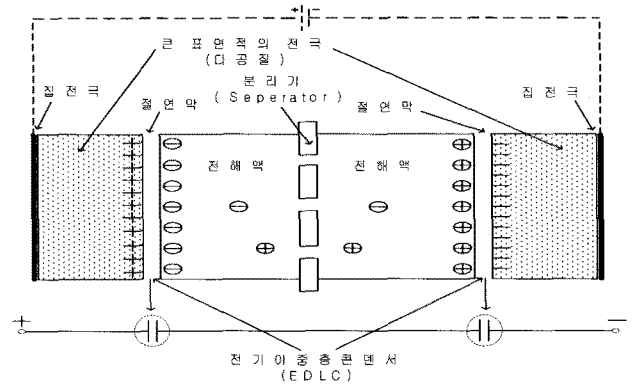 큰 표면적의 전극
(다공질)
분리기
(Seperator)
집전극
절연막
절연막
집전극
전해액
전해액
전기이중층콘덴서
(EDLC)